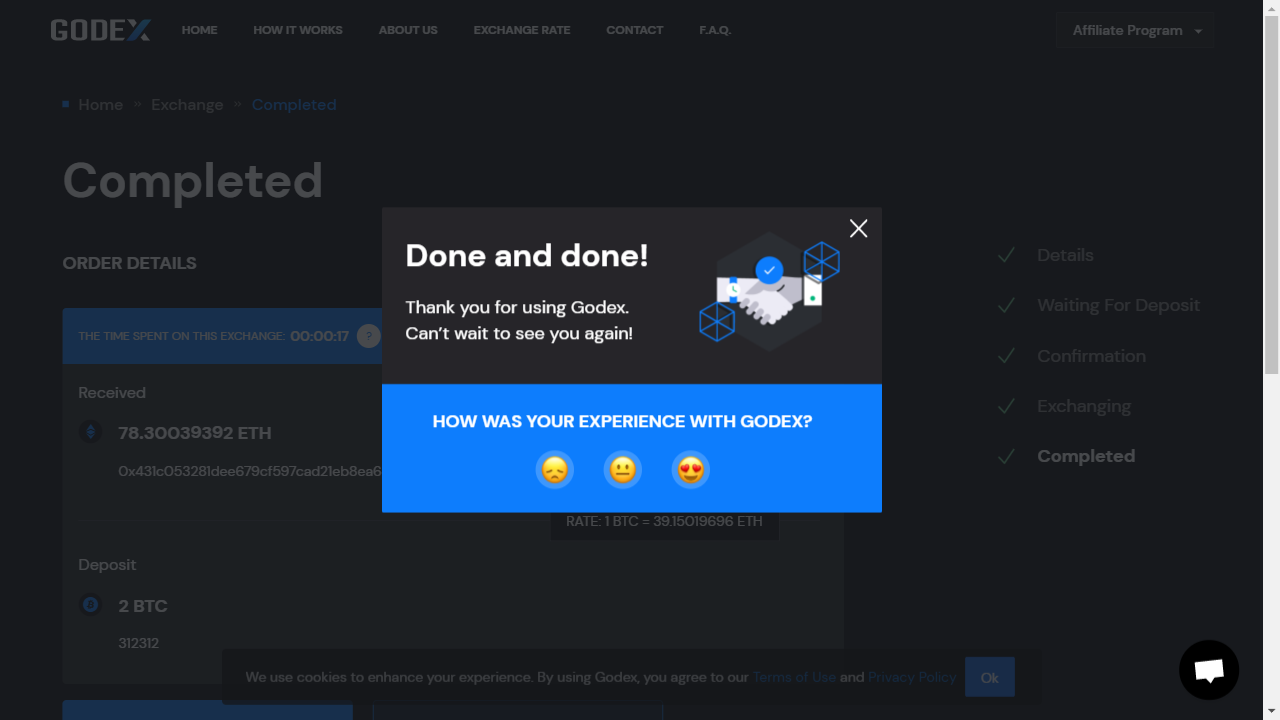 GODEX
HOME
HOW IT WORKS
ABOUT US
EXCHANGE RATE
CONTACT
F.A.Q.
Affiliate Program
Home » Exchange » Completed
Completed
ORDER DETAILS
THE TIME SPENT ON THIS EXCHANGE: 00:00:17 ?
Received
78.30039392 ETH
0x431c053281dee679cf597cad21eb8ea6
RATE: 1 BTC = 39.15019696 ETH
Deposit
2 BTC
312312
Done and done!
Thank you for using Godex.
Can't wait to see you again!
HOW WAS YOUR EXPERIENCE WITH GODEX?
Details
Waiting For Deposit
Confirmation
Exchanging
Completed
We use cookies to enhance your experience. By using Godex, you agree to our Terms of Use and Privacy Policy
Ok